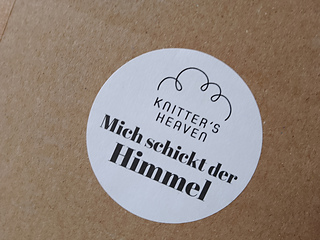 KNITTER'S
HEAVEN
Mich schickt der
Himmel